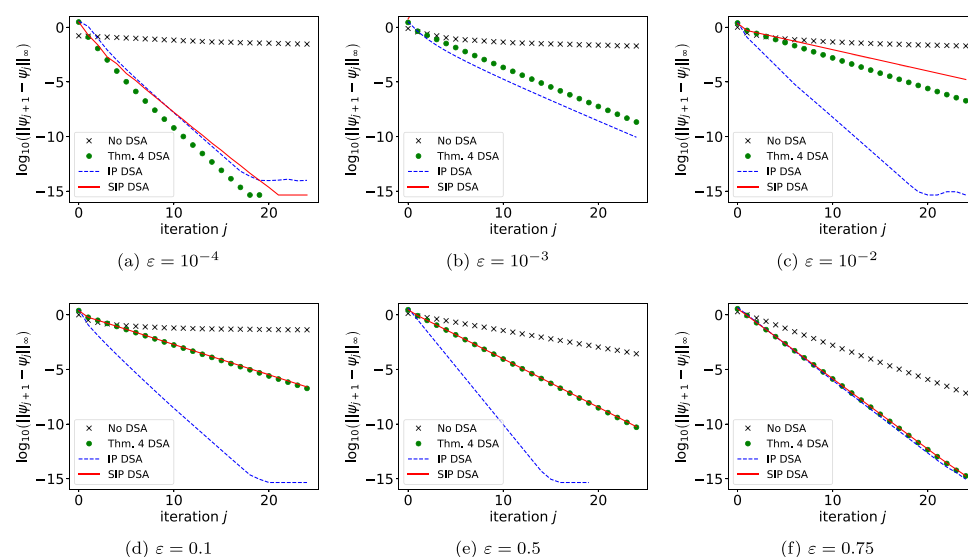 log₁₀(||ψⱼ₊₁ − ψⱼ||∞)
0
−5
−10
−15
No DSA
Thm. 4 DSA
IP DSA
SIP DSA
0 10 20
iteration j
(a) ε = 10⁻⁴
log₁₀(||ψⱼ₊₁ − ψⱼ||∞)
0
−5
−10
−15
No DSA
Thm. 4 DSA
IP DSA
SIP DSA
0 10 20
iteration j
(b) ε = 10⁻³
log₁₀(||ψⱼ₊₁ − ψⱼ||∞)
0
−5
−10
−15
No DSA
Thm. 4 DSA
IP DSA
SIP DSA
0 10 20
iteration j
(c) ε = 10⁻²
log₁₀(||ψⱼ₊₁ − ψⱼ||∞)
0
−5
−10
−15
No DSA
Thm. 4 DSA
IP DSA
SIP DSA
0 10 20
iteration j
(d) ε = 0.1
log₁₀(||ψⱼ₊₁ − ψⱼ||∞)
0
−5
−10
−15
No DSA
Thm. 4 DSA
IP DSA
SIP DSA
0 10 20
iteration j
(e) ε = 0.5
log₁₀(||ψⱼ₊₁ − ψⱼ||∞)
0
−5
−10
−15
No DSA
Thm. 4 DSA
IP DSA
SIP DSA
0 10 20
iteration j
(f) ε = 0.75